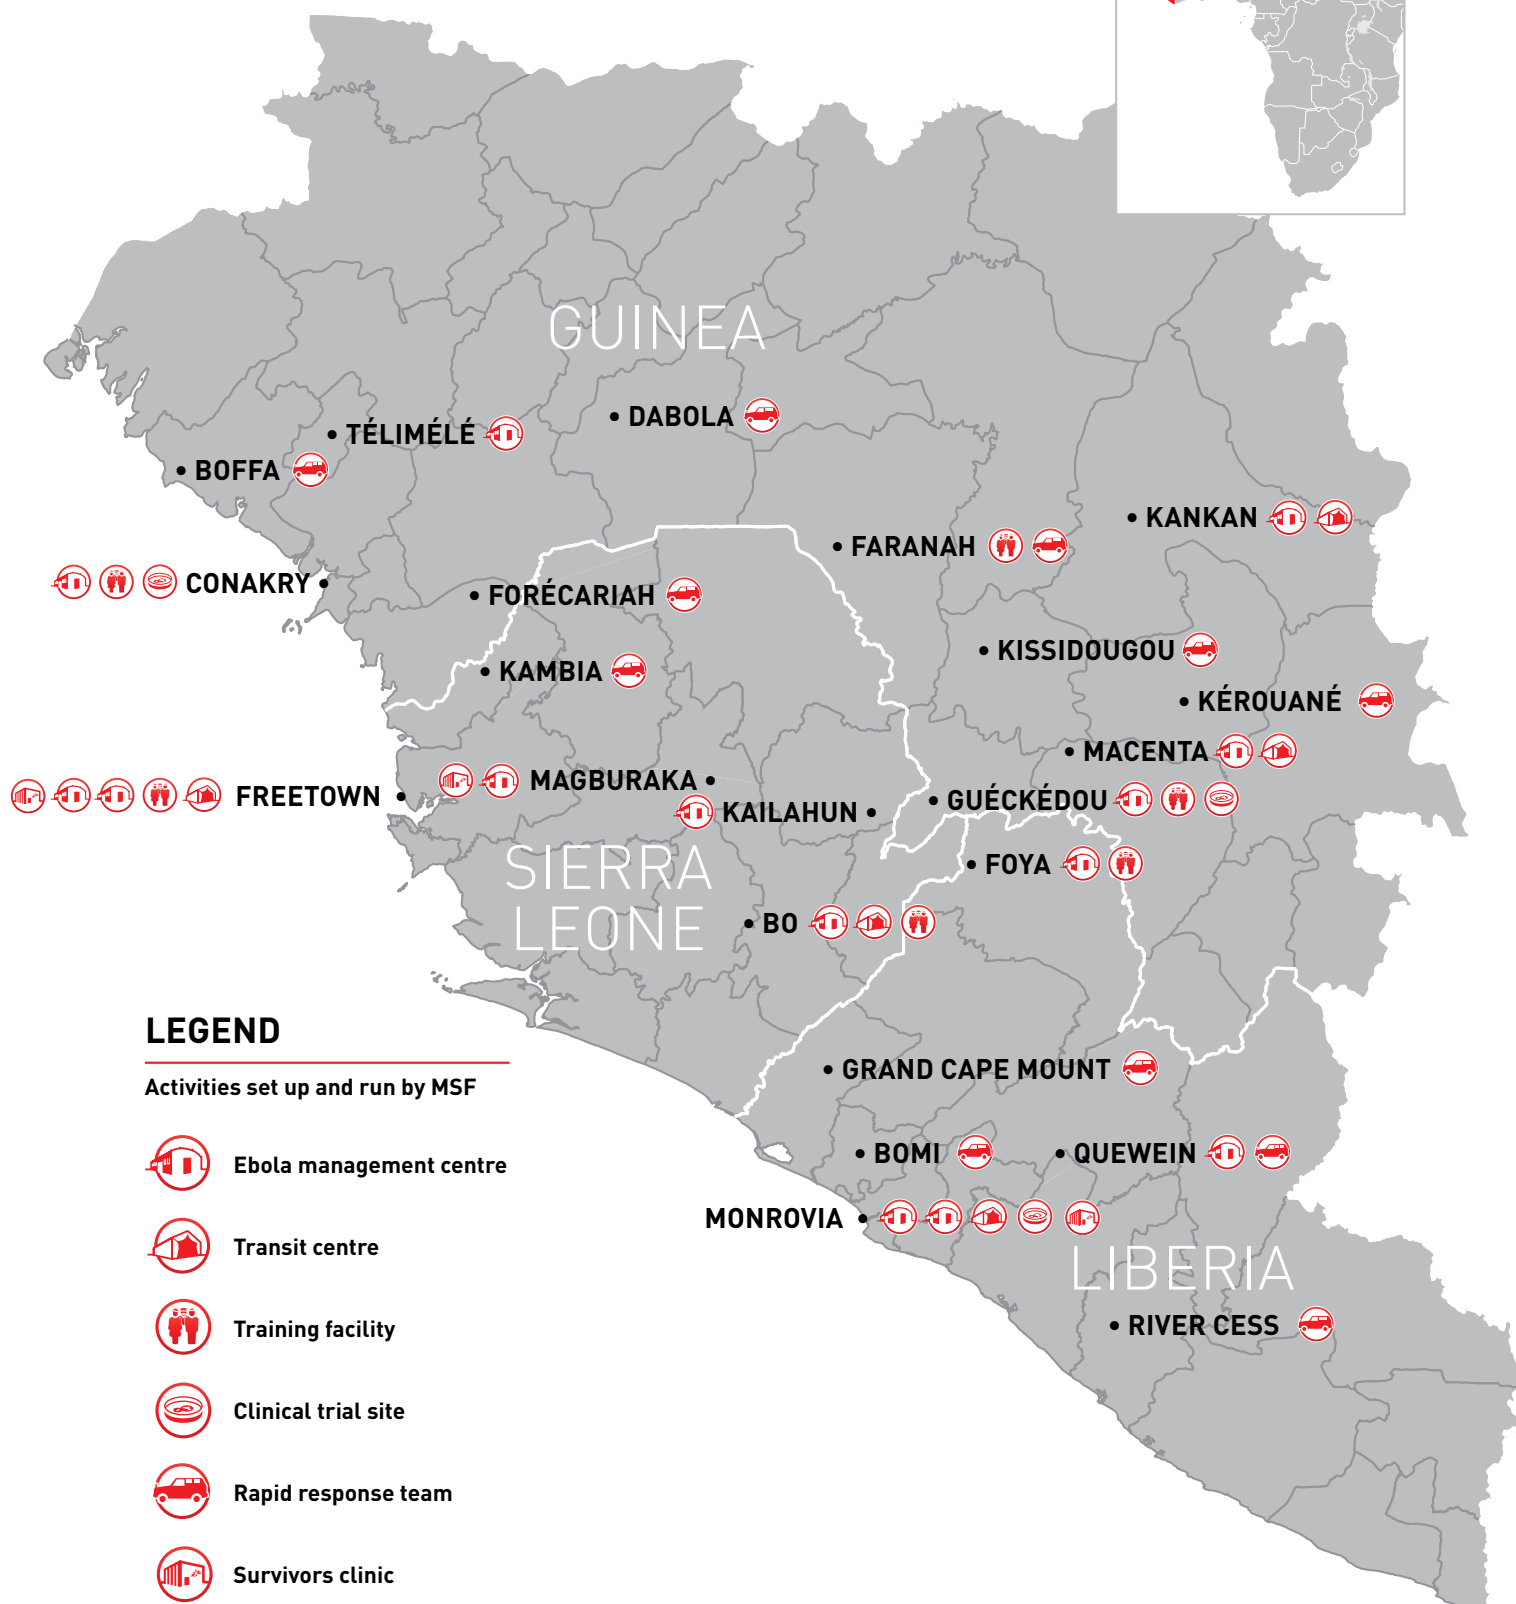 GUINEA
• DABOLA
• TÉLIMÉLÉ
• BOFFA
• KANKAN
• FARANAH
CONAKRY •
• FORÉCARIAH
• KISSIDOUGOU
• KAMBIA
• KÉROUANÉ
• MACENTA
MAGBURAKA •
FREETOWN •
• GUÉCKÉDOU
KAILAHUN •
SIERRA
LEONE
• FOYA
• BO
LEGEND
Activities set up and run by MSF
• GRAND CAPE MOUNT
• BOMI
• QUEWEIN
MONROVIA •
LIBERIA
• RIVER CESS
Ebola management centre
Transit centre
Training facility
Clinical trial site
Rapid response team
Survivors clinic